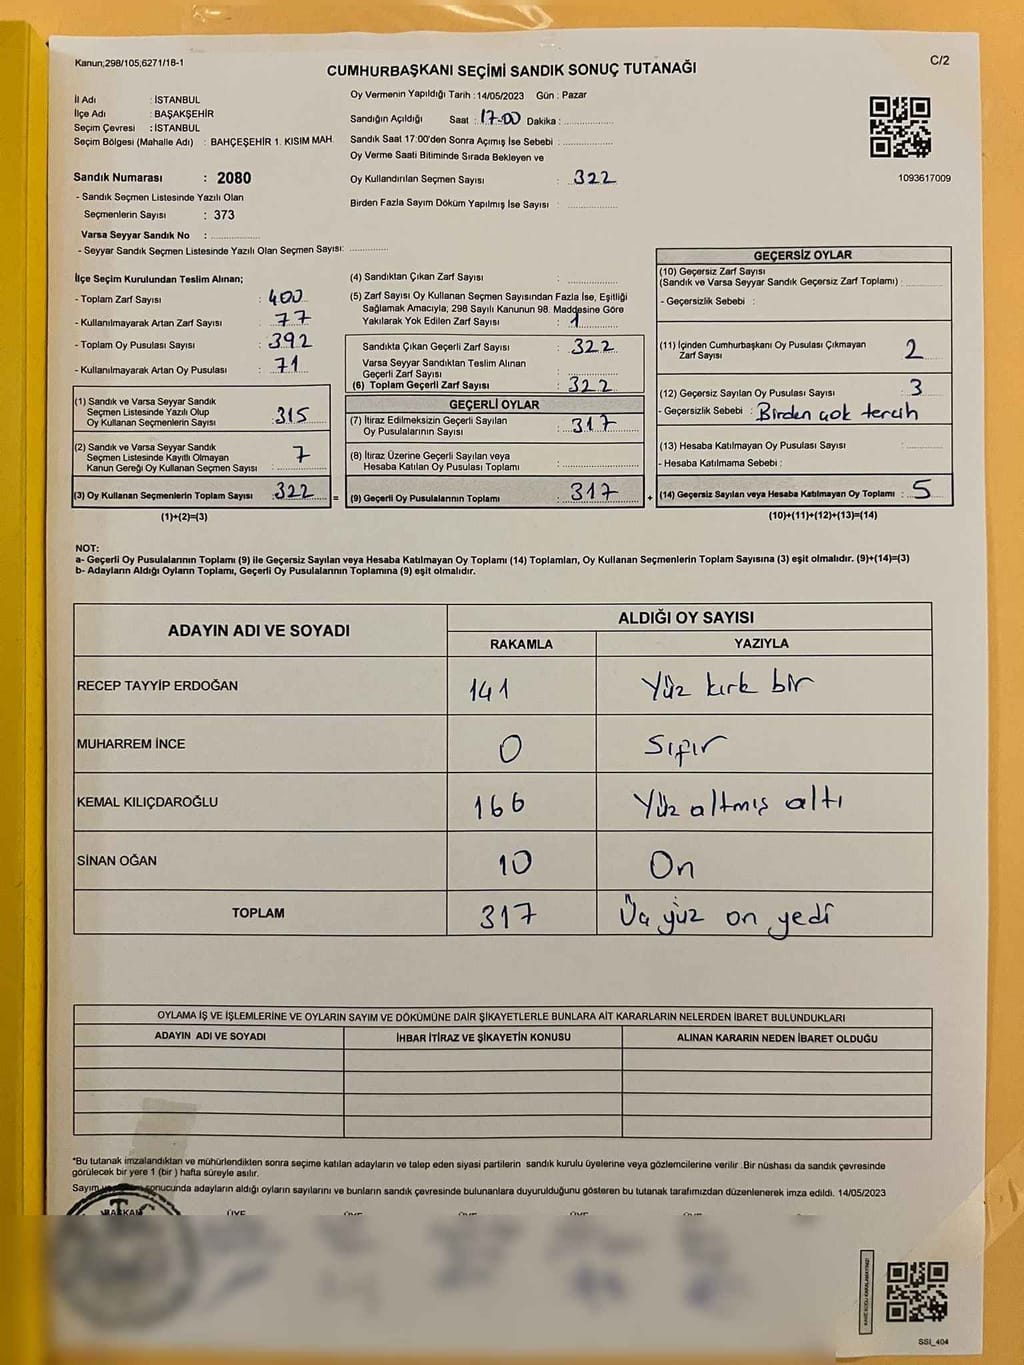 Kanun;298/105;6271/18-1
C/2
CUMHURBAŞKANI SEÇİMİ SANDIK SONUÇ TUTANAĞI
İl Adı : İSTANBUL
İlçe Adı : BAŞAKŞEHİR
Seçim Çevresi : İSTANBUL
Seçim Bölgesi (Mahalle Adı) : BAHÇEŞEHİR 1. KISIM MAH.
Sandık Numarası : 2080
- Sandık Seçmen Listesinde Yazılı Olan
Seçmenlerin Sayısı : 373
Varsa Seyyar Sandık No : ..............
- Seyyar Sandık Seçmen Listesinde Yazılı Olan Seçmen Sayısı: ............
Oy Vermenin Yapıldığı Tarih : 14/05/2023 Gün : Pazar
Sandığın Açıldığı Saat : 17:00 Dakika : ..............
Sandık Saat 17:00'den Sonra Açımış İse Sebebi : ..............
Oy Verme Saati Bitiminde Sırada Bekleyen ve
Oy Kullandırılan Seçmen Sayısı : 322
Birden Fazla Sayım Döküm Yapılmış İse Sayısı : ..............
1093617009
İlçe Seçim Kurulundan Teslim Alınan;
- Toplam Zarf Sayısı : 400
- Kullanılmayarak Artan Zarf Sayısı : 77
- Toplam Oy Pusulası Sayısı : 392
- Kullanılmayarak Artan Oy Pusulası : 71
(1) Sandık ve Varsa Seyyar Sandık
Seçmen Listesinde Yazılı Olup
Oy Kullanan Seçmenlerin Sayısı : 315
(2) Sandık ve Varsa Seyyar Sandık
Seçmen Listesinde Kayıtlı Olmayan
Kanun Gereği Oy Kullanan Seçmen Sayısı : 7
(3) Oy Kullanan Seçmenlerin Toplam Sayısı : 322 =
(1)+(2)=(3)
(4) Sandıktan Çıkan Zarf Sayısı : ..............
(5) Zarf Sayısı Oy Kullanan Seçmen Sayısından Fazla İse, Eşitliği
Sağlamak Amacıyla; 298 Sayılı Kanunun 98. Maddesine Göre
Yakılarak Yok Edilen Zarf Sayısı : 1
Sandıkta Çıkan Geçerli Zarf Sayısı : 322
Varsa Seyyar Sandıktan Teslim Alınan
Geçerli Zarf Sayısı : ..............
(6) Toplam Geçerli Zarf Sayısı : 322
GEÇERLİ OYLAR
(7) İtiraz Edilmeksizin Geçerli Sayılan
Oy Pusulalarının Sayısı : 317
(8) İtiraz Üzerine Geçerli Sayılan veya
Hesaba Katılan Oy Pusulası Toplamı : ..............
(9) Geçerli Oy Pusulalarının Toplamı : 317 +
GEÇERSİZ OYLAR
(10) Geçersiz Zarf Sayısı
(Sandık ve Varsa Seyyar Sandık Geçersiz Zarf Toplamı) : ............
- Geçersizlik Sebebi :
(11) İçinden Cumhurbaşkanı Oy Pusulası Çıkmayan
Zarf Sayısı : 2
(12) Geçersiz Sayılan Oy Pusulası Sayısı : 3
- Geçersizlik Sebebi : Birden çok tercih
(13) Hesaba Katılmayan Oy Pusulası Sayısı : ............
- Hesaba Katılmama Sebebi :
(14) Geçersiz Sayılan veya Hesaba Katılmayan Oy Toplamı : 5
(10)+(11)+(12)+(13)=(14)
NOT:
a- Geçerli Oy Pusulalarının Toplamı (9) ile Geçersiz Sayılan veya Hesaba Katılmayan Oy Toplamı (14) Toplamları, Oy Kullanan Seçmenlerin Toplam Sayısına (3) eşit olmalıdır. (9)+(14)=(3)
b- Adayların Aldığı Oyların Toplamı, Geçerli Oy Pusulalarının Toplamına (9) eşit olmalıdır.
ADAYIN ADI VE SOYADI
ALDIĞI OY SAYISI
RAKAMLA YAZIYLA
RECEP TAYYİP ERDOĞAN 141 Yüz kırk bir
MUHARREM İNCE 0 Sıfır
KEMAL KILIÇDAROĞLU 166 Yüz altmış altı
SİNAN OĞAN 10 On
TOPLAM 317 Üç yüz on yedi
OYLAMA İŞ VE İŞLEMLERİNE VE OYLARIN SAYIM VE DÖKÜMÜNE DAİR ŞİKAYETLERLE BUNLARA AİT KARARLARIN NELERDEN İBARET BULUNDUKLARI
ADAYIN ADI VE SOYADI İHBAR İTİRAZ VE ŞİKAYETİN KONUSU ALINAN KARARIN NEDEN İBARET OLDUĞU
*Bu tutanak imzalandıktan ve mühürlendikten sonra seçime katılan adayların ve talep eden siyasi partilerin sandık kurulu üyelerine veya gözlemcilerine verilir .Bir nüshası da sandık çevresinde
görülecek bir yere 1 (bir ) hafta süreyle asılır.
Sayım sonucunda adayların aldığı oyların sayılarını ve bunların sandık çevresinde bulunanlara duyurulduğunu gösteren bu tutanak tarafımızdan düzenlenerek imza edildi. 14/05/2023
BAŞKAN ÜYE ÜYE ÜYE ÜYE
SSI_404